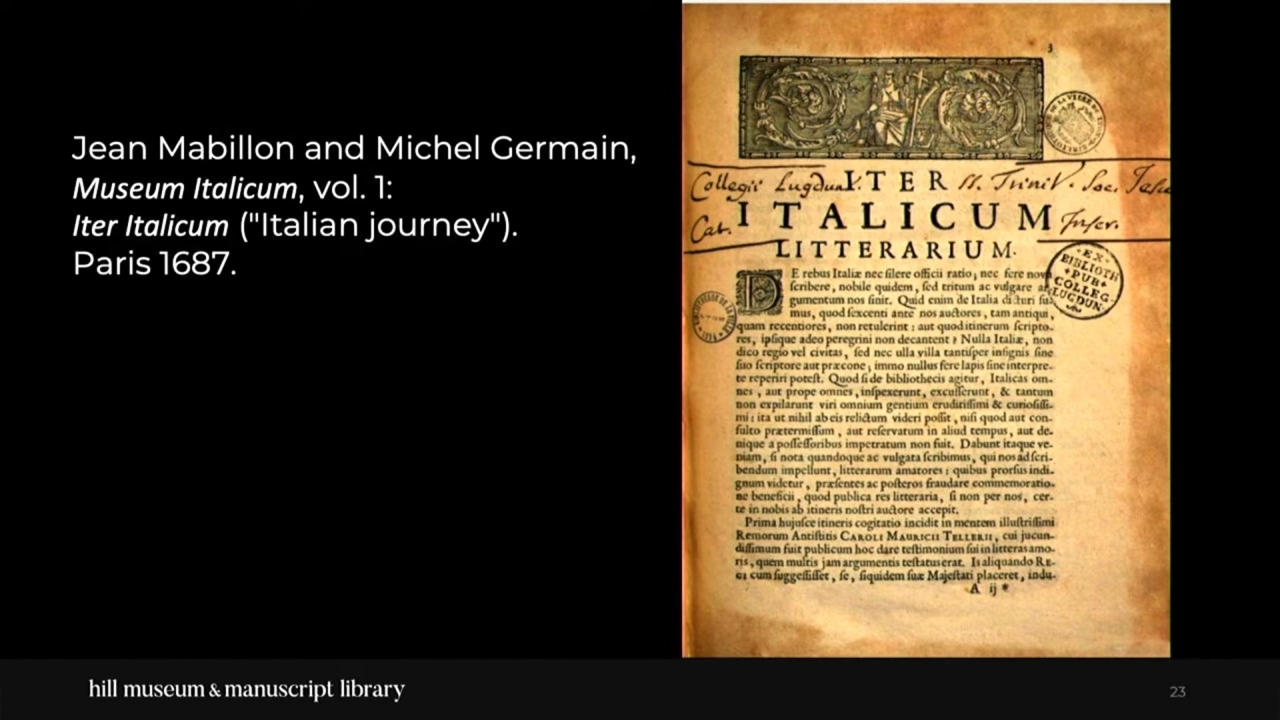 Jean Mabillon and Michel Germain,
Museum Italicum, vol. 1:
Iter Italicum ("Italian journey").
Paris 1687.
3
Collegii Lugdun. ITER SS. Trinit. Soc. Jesu
Cat. ITALICUM Inscr.
LITTERARIUM.
DE rebus Italiæ nec ſilere officii ratio, nec fere nova
ſcribere, nobile quidem, ſed tritum ac vulgare ar-
gumentum nos ſinit. Quid enim de Italia dicturi ſu-
mus, quod ſexcenti ante nos auctores, tam antiqui,
quam recentiores, non retulerint: aut quod itinerum ſcripto-
res, ipſique adeo peregrini non decantent? Nulla Italiæ, non
dico regio vel civitas, ſed nec ulla villa tantiſper inſignis ſine
ſuo ſcriptore aut præcone; immo nullus fere lapis ſine interpre-
te reperiri poteſt. Quod ſi de bibliothecis agitur, Italicas om-
nes, aut prope omnes, inſpexerunt, excuſſerunt, & tantum
non expilarunt viri omnium gentium eruditiſſimi & curioſiſſi-
mi: ita ut nihil ab eis relictum videri poſſit, niſi quod aut con-
ſulto prætermiſſum, aut reſervatum in aliud tempus, aut de-
nique a poſſeſſoribus impetratum non fuit. Dabunt itaque ve-
niam, ſi nota quandoque ac vulgata ſcribimus, qui nos ad ſcri-
bendum impellunt, litterarum amatores: quibus prorſus indi-
gnum videtur, præſentes ac poſteros fraudare commemoratio-
ne beneficii, quod publica res litteraria, ſi non per nos, cer-
te in nobis ab itineris noſtri auctore accepit.
Prima hujuſce itineris cogitatio incidit in mentem illuſtriſſimi
Remorum Antiſtitis CAROLI MAURICII TELLERII, cui jucun-
diſſimum fuit publicum hoc dare teſtimonium ſui in litteras amo-
ris, quem multis jam argumentis teſtatus erat. Is aliquando RE-
GI cum ſuggeſſiſſet, ſe, ſiquidem ſuæ Majeſtati placeret, indu-
A ij *
EX
BIBLIOTH
PUB
COLLEG
LUGDUN.
hill museum & manuscript library
23